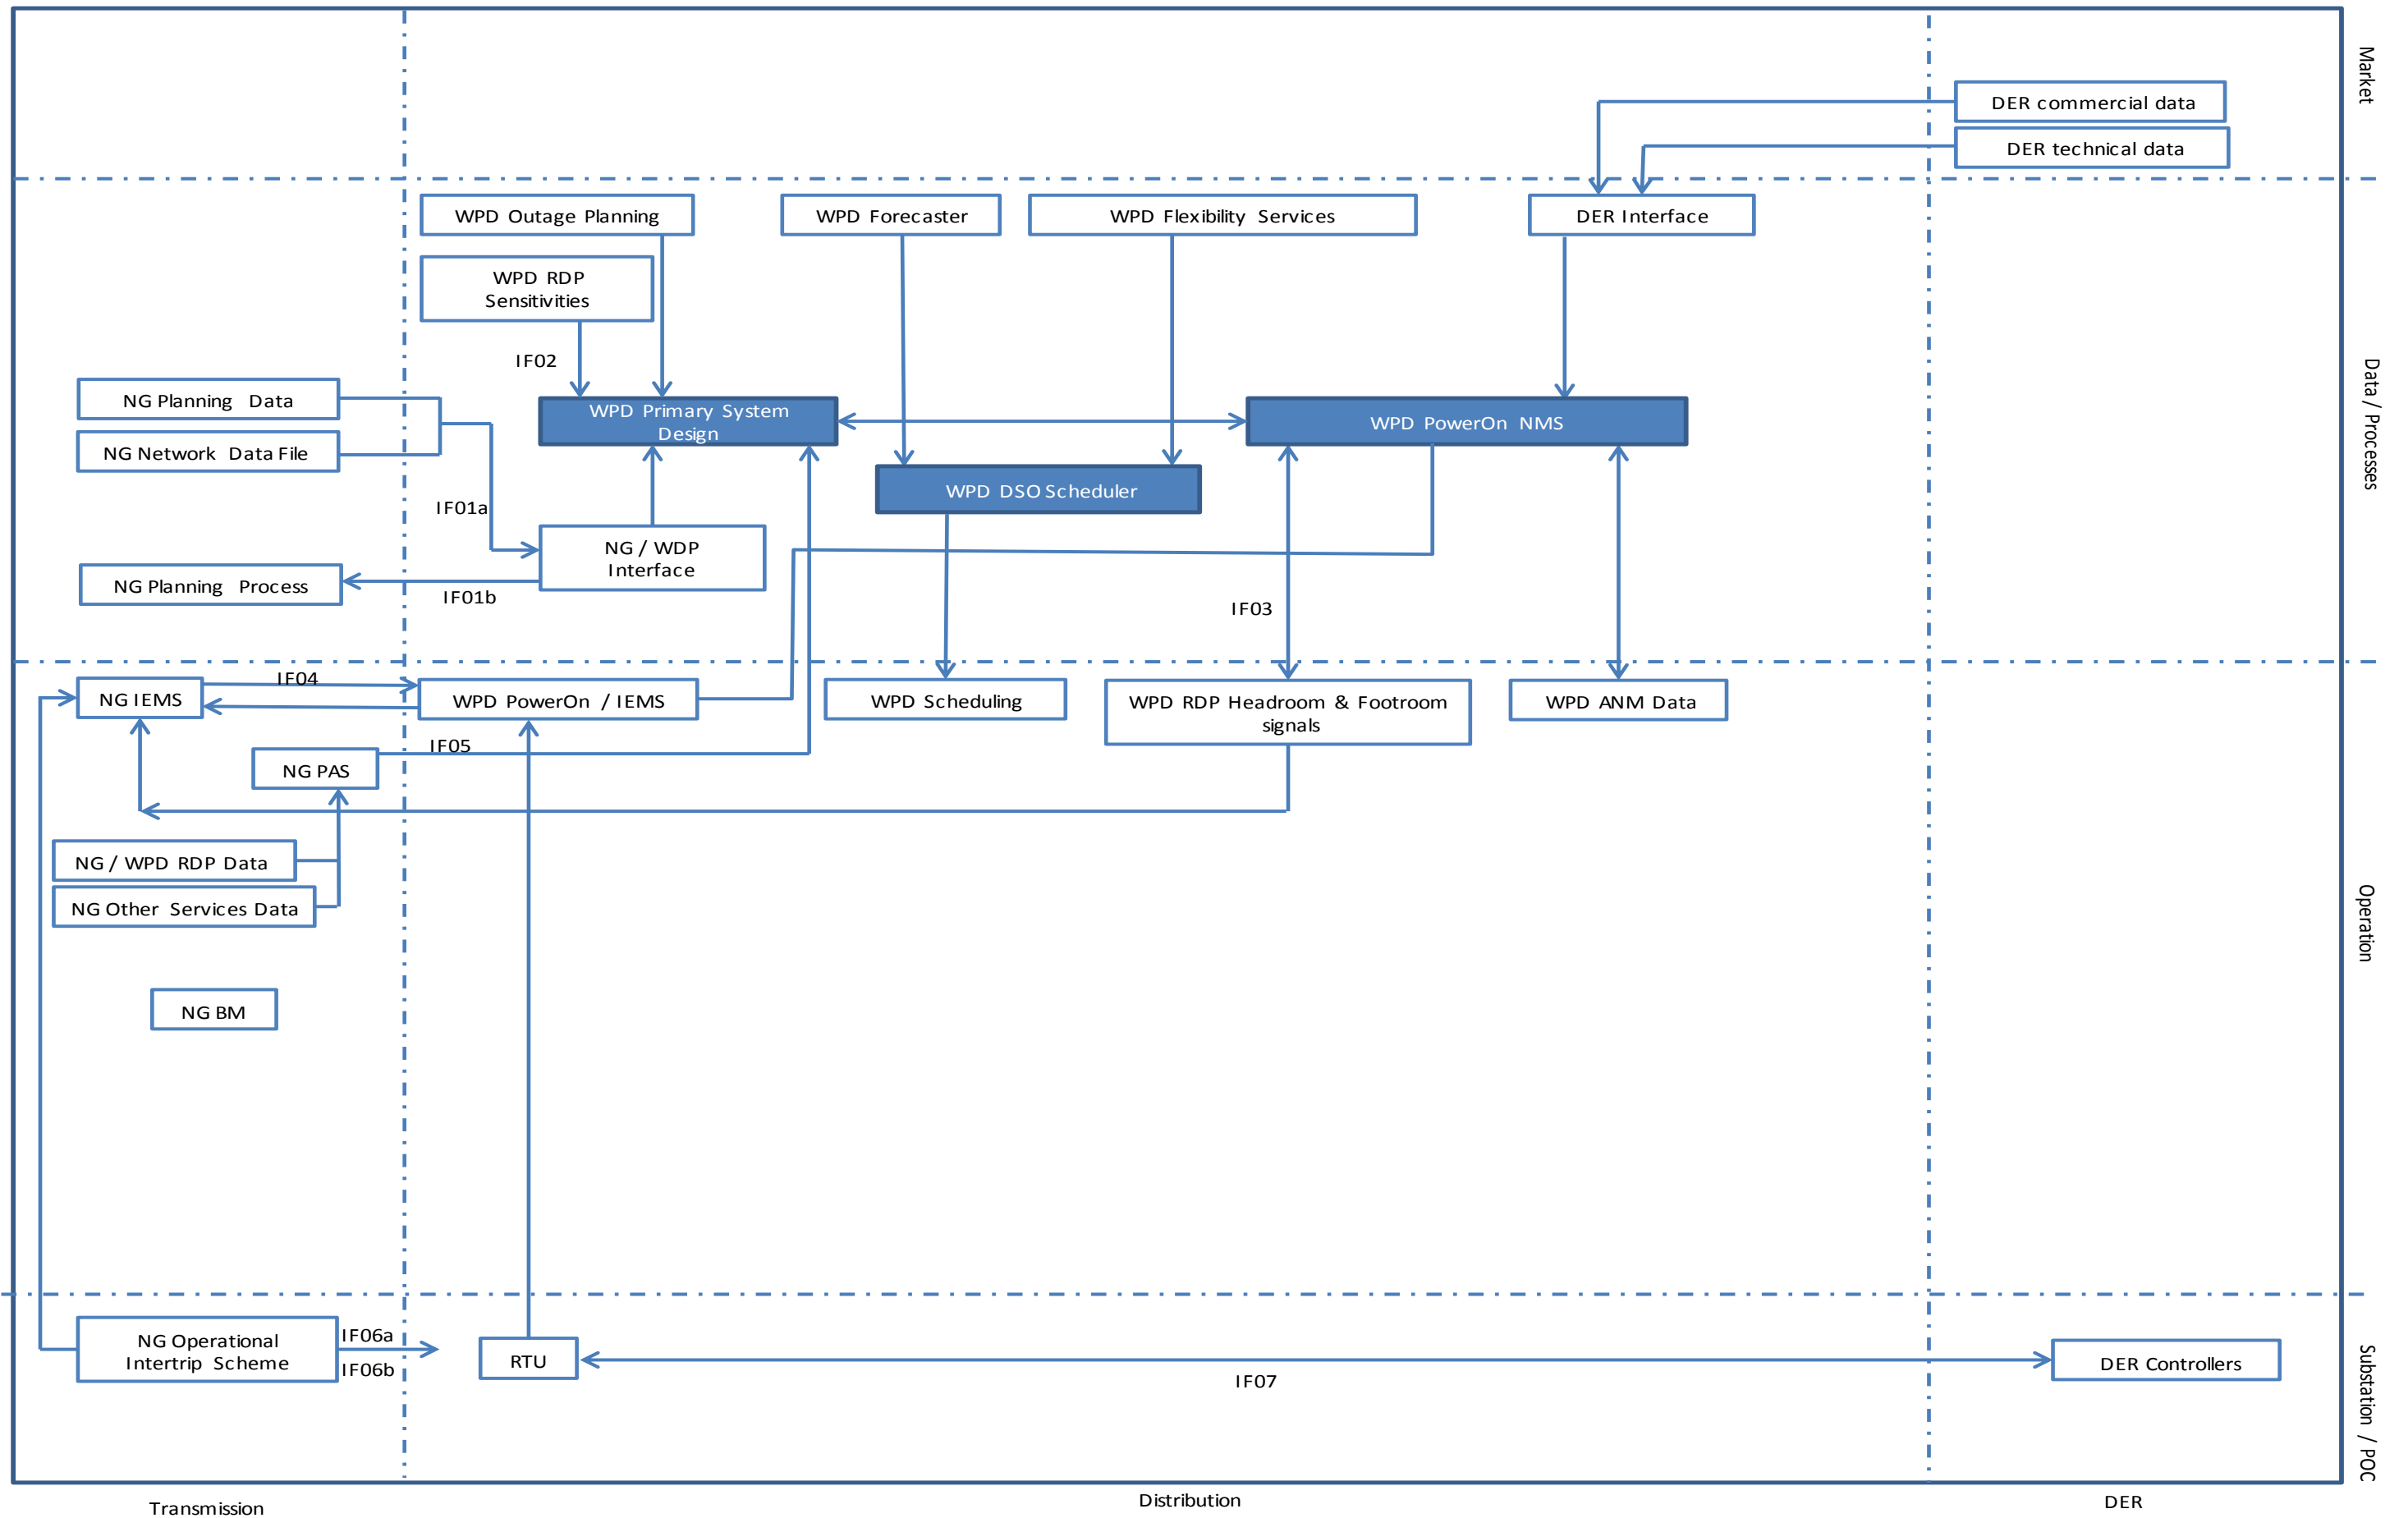 Market
DER commercial data
DER technical data
WPD Outage Planning
WPD Forecaster
WPD Flexibility Services
DER Interface
WPD RDP
Sensitivities
IF02
Data / Processes
NG Planning Data
NG Network Data File
WPD Primary System
Design
WPD PowerOn NMS
WPD DSO Scheduler
IF01a
NG / WDP
Interface
NG Planning Process
IF01b
IF03
IF04
NG IEMS
WPD PowerOn / IEMS
WPD Scheduling
WPD RDP Headroom & Footroom
signals
WPD ANM Data
IF05
NG PAS
NG / WPD RDP Data
NG Other Services Data
Operation
NG BM
NG Operational
Intertrip Scheme
IF06a
IF06b
RTU
IF07
DER Controllers
Substation / POC
Transmission
Distribution
DER